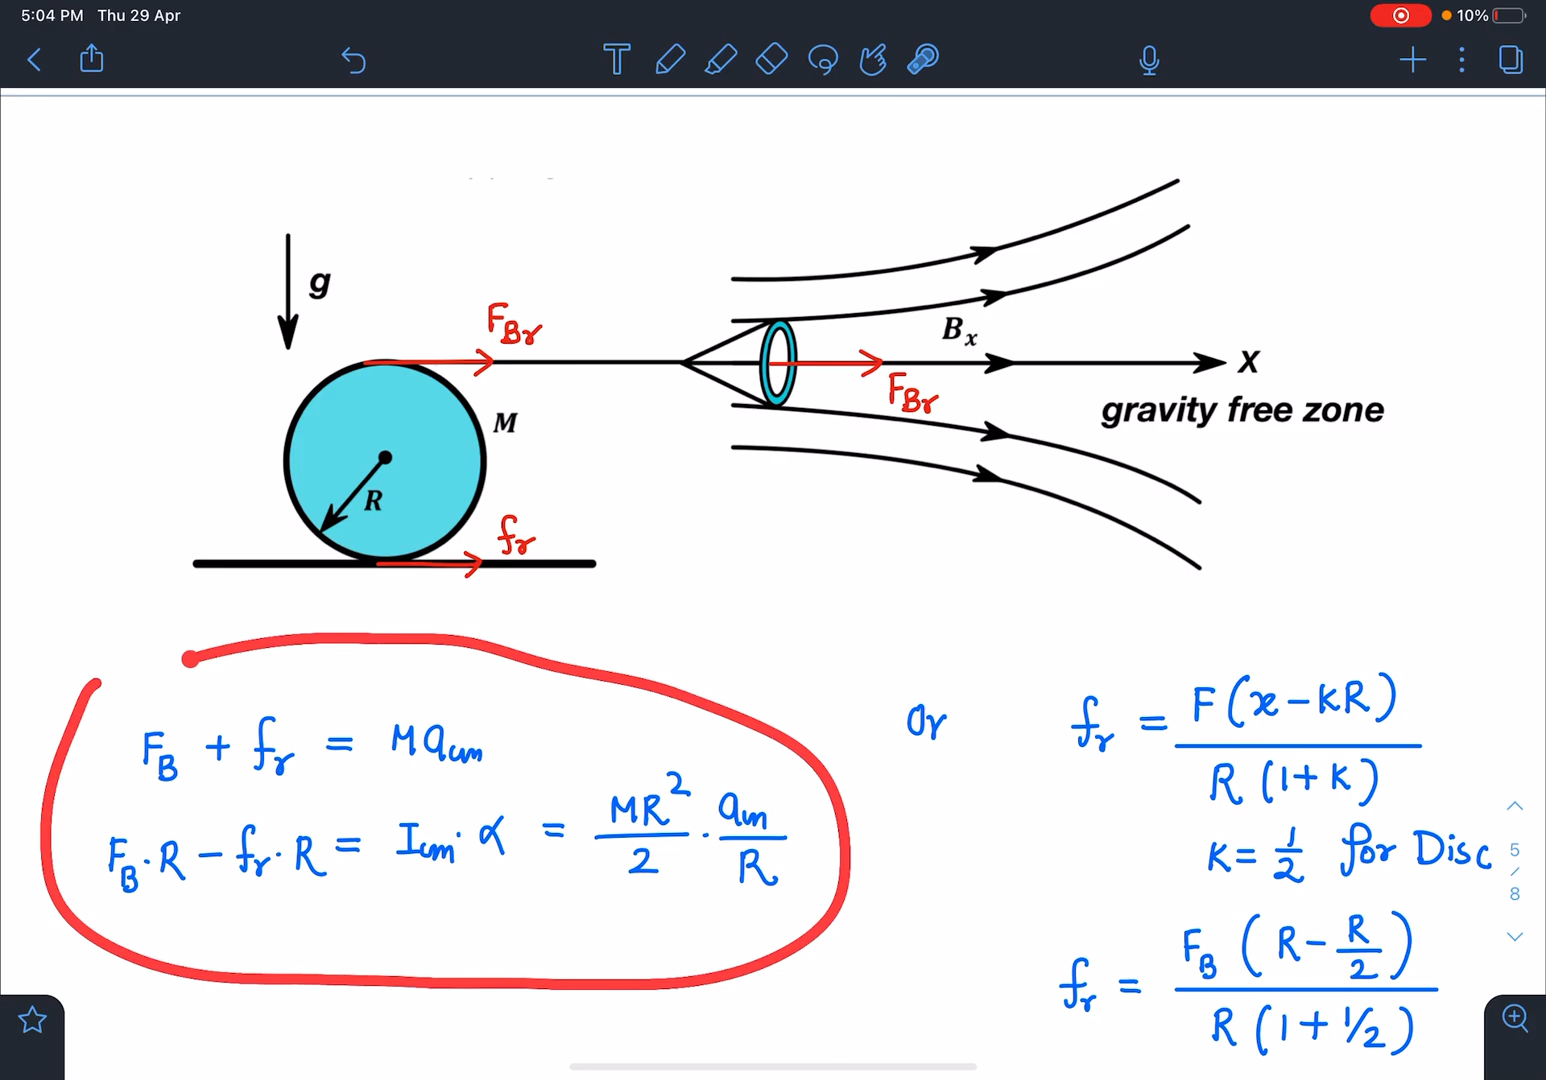 5:04 PM Thu 29 Apr
10%
g
F_Br
B_x
X
F_Br
gravity free zone
M
R
f_r
F_B + f_r = M a_cm
F_B · R − f_r · R = I_cm · α = MR²/2 · a_cm/R
Or
f_r = F(x − KR) / R(1 + K)
K = 1/2 for Disc
f_r = F_B (R − R/2) / R(1 + 1/2)
5
/
8